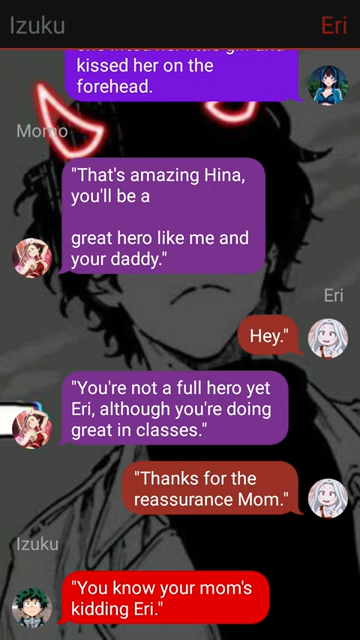 Izuku
Eri
kissed her on the
forehead.
Momo
"That's amazing Hina,
you'll be a
great hero like me and
your daddy."
Eri
Hey."
"You're not a full hero yet
Eri, although you're doing
great in classes."
"Thanks for the
reassurance Mom."
Izuku
"You know your mom's
kidding Eri."